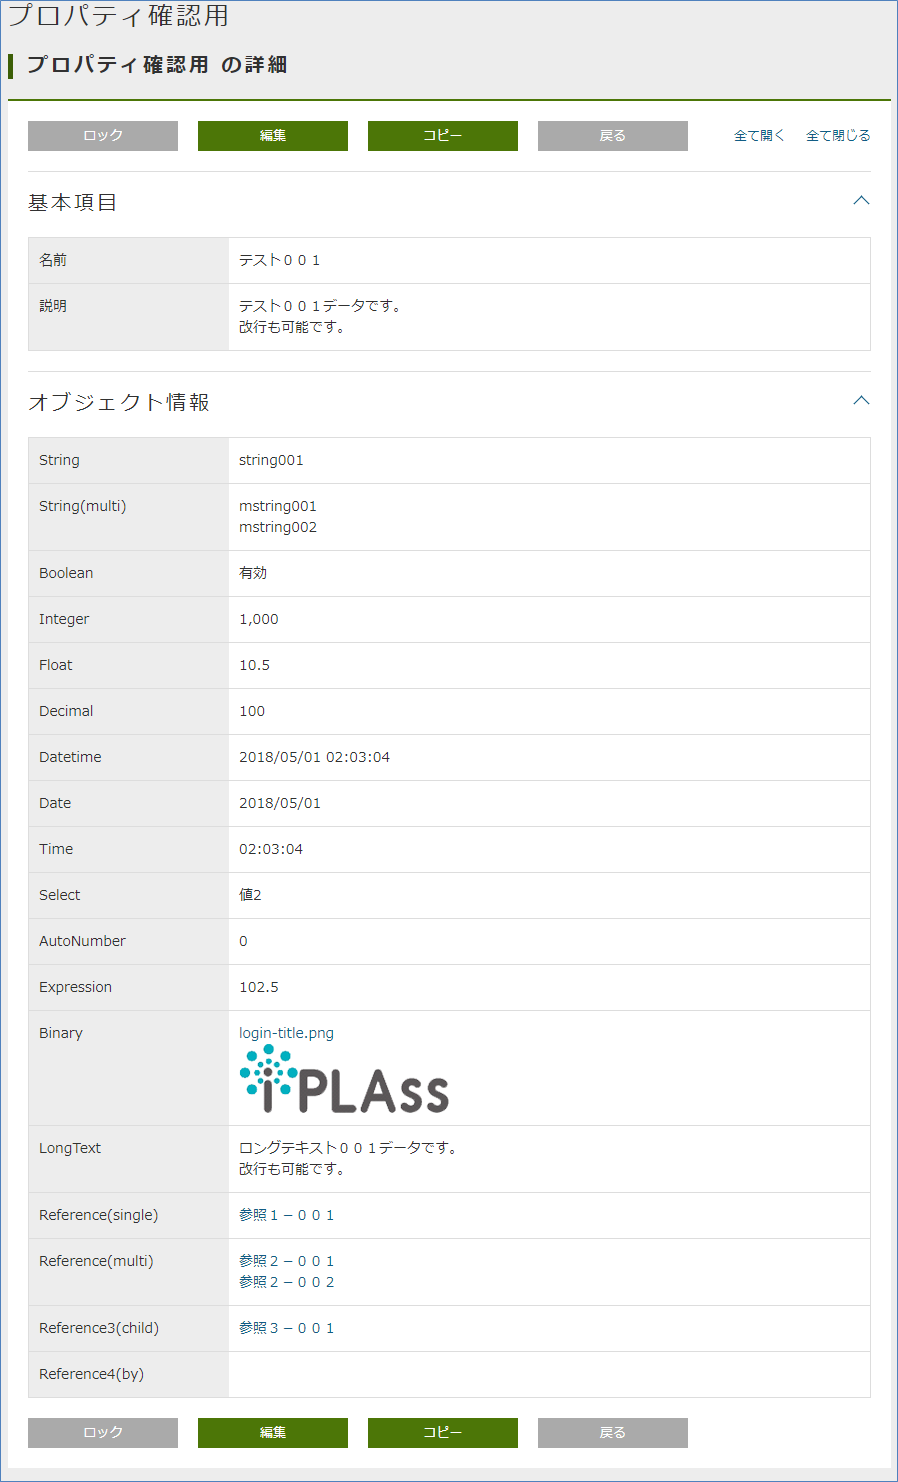 プロパティ確認用
プロパティ確認用 の詳細
ロック 編集 コピー 戻る 全て開く 全て閉じる
基本項目
名前 テスト００１
説明 テスト００１データです。
改行も可能です。
オブジェクト情報
String string001
String(multi) mstring001
mstring002
Boolean 有効
Integer 1,000
Float 10.5
Decimal 100
Datetime 2018/05/01 02:03:04
Date 2018/05/01
Time 02:03:04
Select 値2
AutoNumber 0
Expression 102.5
Binary login-title.png
iPLAss
LongText ロングテキスト００１データです。
改行も可能です。
Reference(single) 参照１－００１
Reference(multi) 参照２－００１
参照２－００２
Reference3(child) 参照３－００１
Reference4(by)
ロック 編集 コピー 戻る